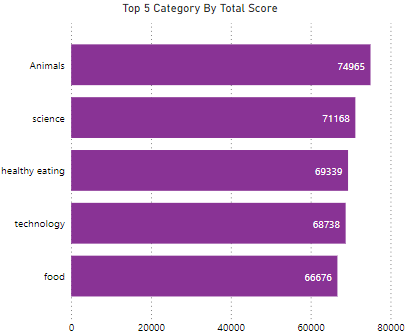 Top 5 Category By Total Score
Animals 74965
science 71168
healthy eating 69339
technology 68738
food 66676
0 20000 40000 60000 80000